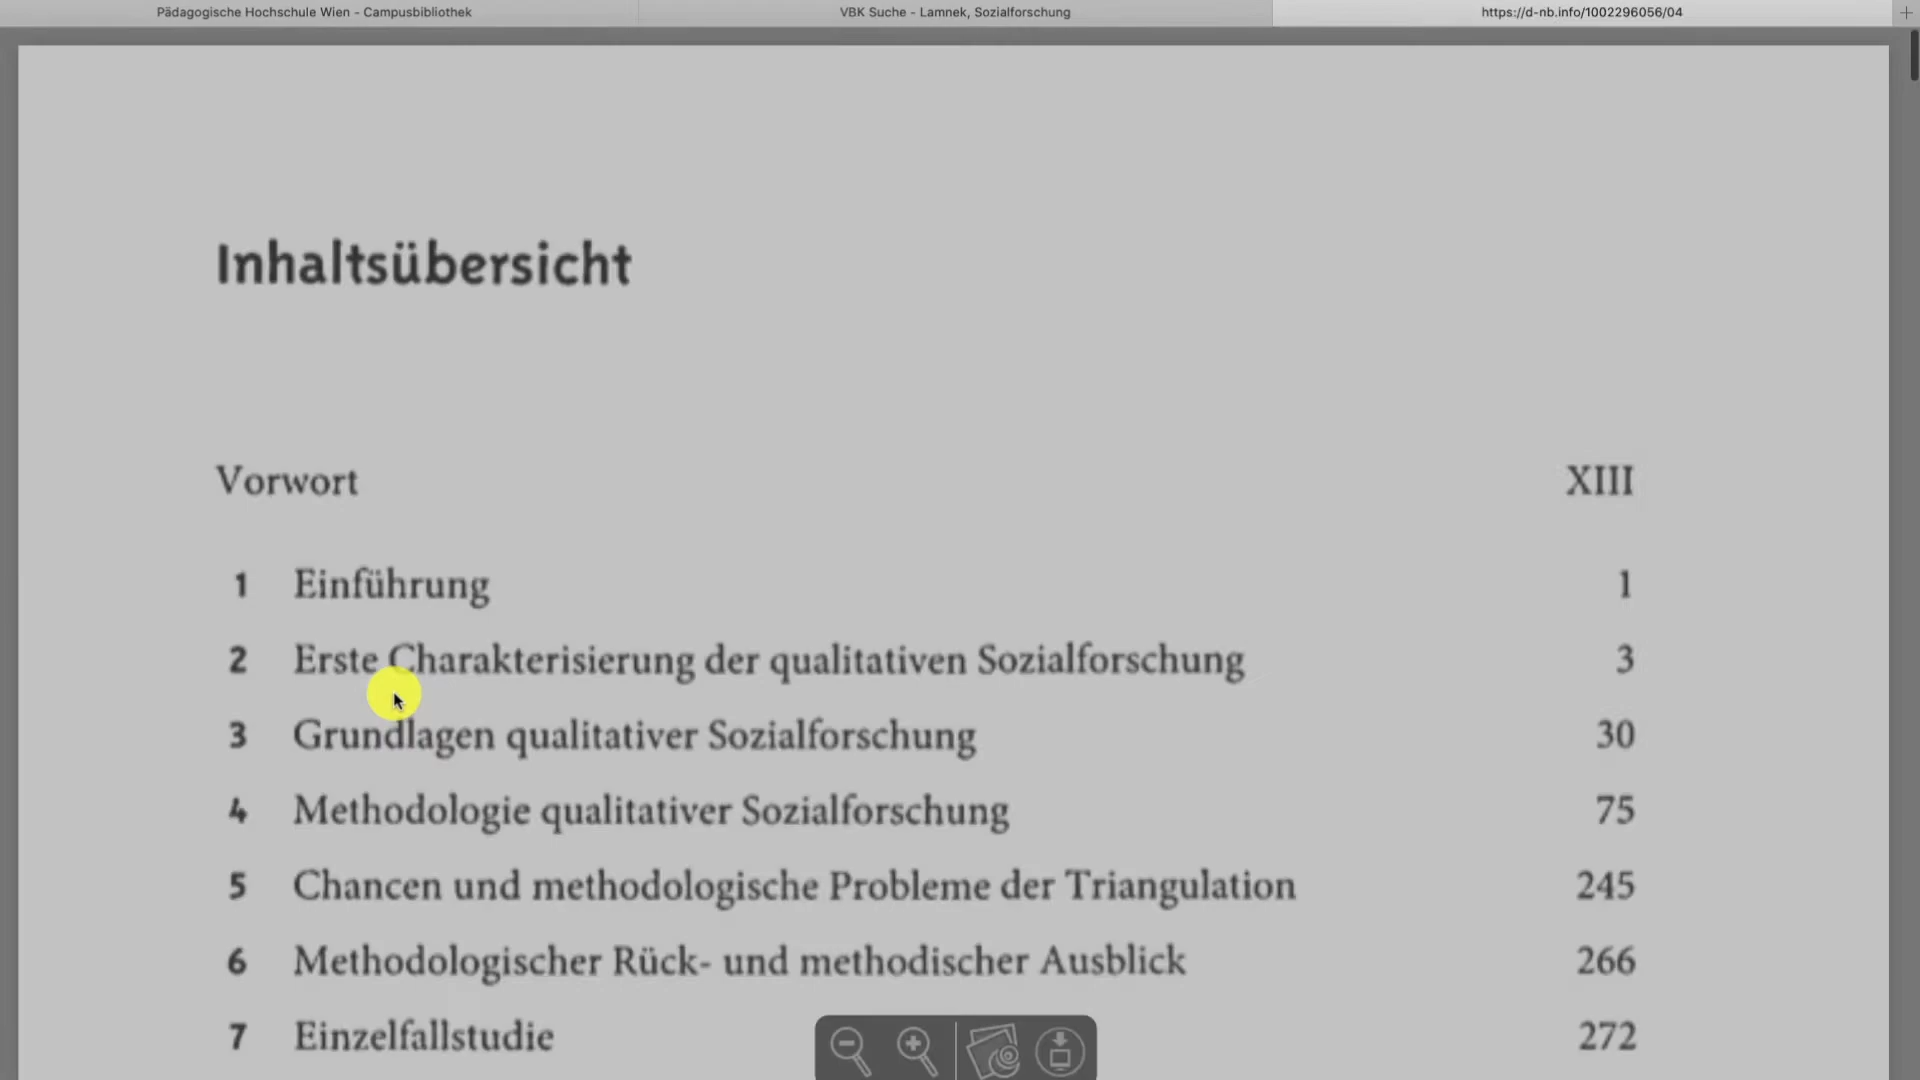 Pädagogische Hochschule Wien - Campusbibliothek
VBK Suche - Lamnek, Sozialforschung
https://d-nb.info/1002296056/04
Inhaltsübersicht
Vorwort XIII
1 Einführung 1
2 Erste Charakterisierung der qualitativen Sozialforschung 3
3 Grundlagen qualitativer Sozialforschung 30
4 Methodologie qualitativer Sozialforschung 75
5 Chancen und methodologische Probleme der Triangulation 245
6 Methodologischer Rück- und methodischer Ausblick 266
7 Einzelfallstudie 272